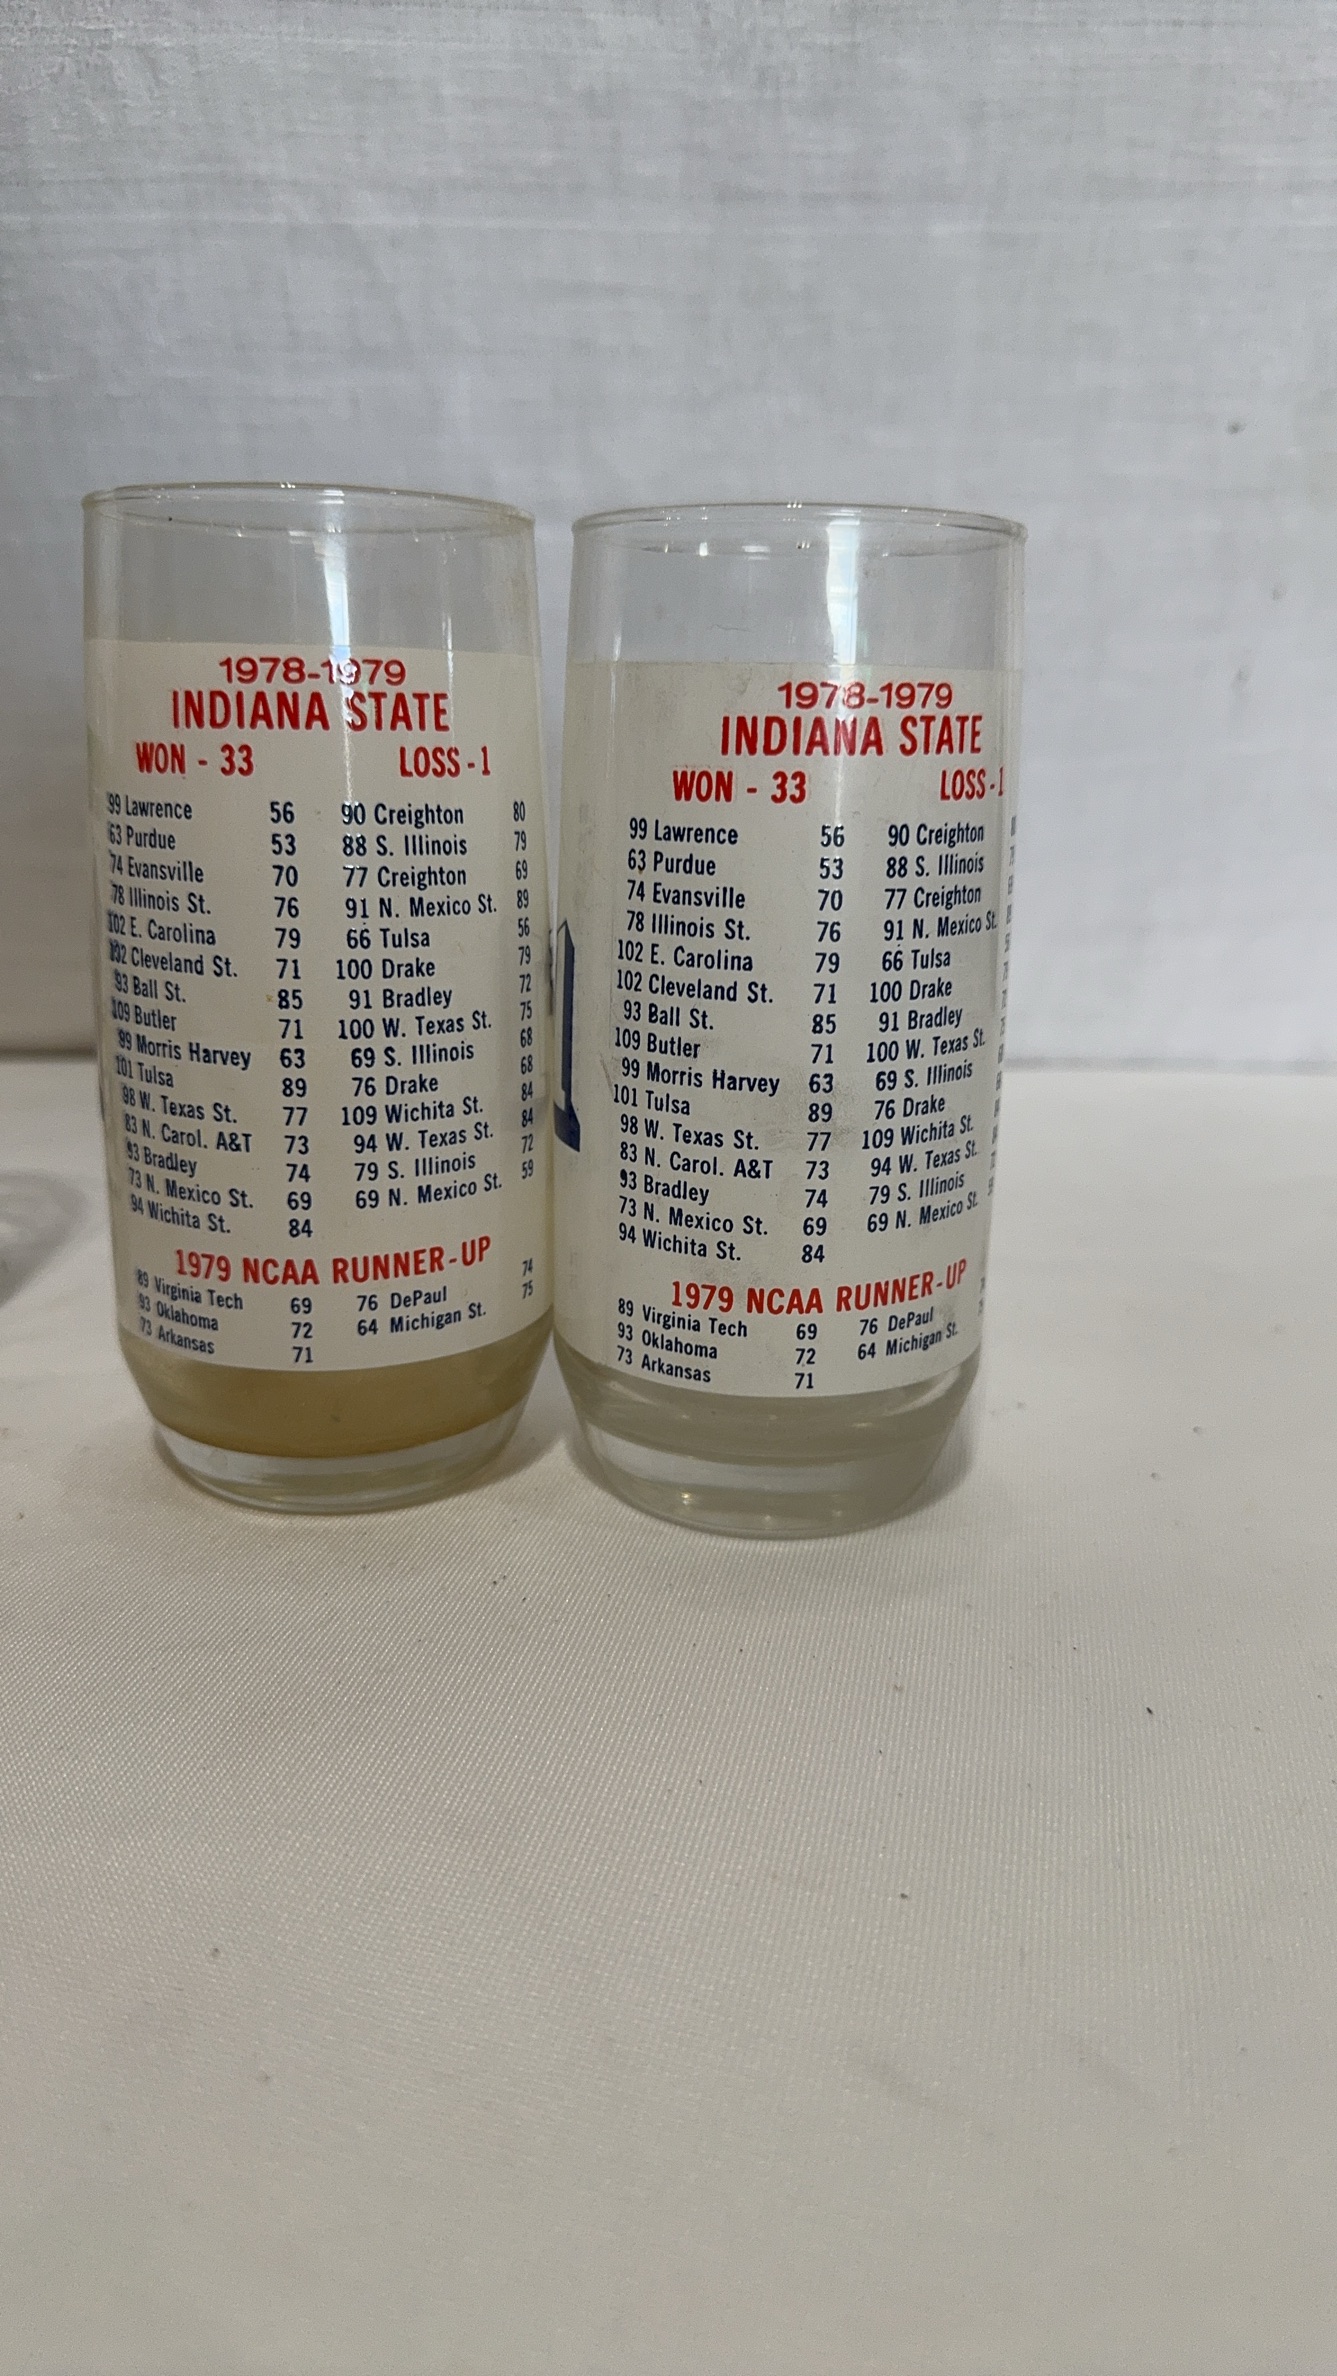 1978-1979
INDIANA STATE
WON - 33 LOSS - 1
99 Lawrence 56 90 Creighton 80
63 Purdue 53 88 S. Illinois 79
74 Evansville 70 77 Creighton 69
78 Illinois St. 76 91 N. Mexico St. 89
102 E. Carolina 79 66 Tulsa 56
102 Cleveland St. 71 100 Drake 79
93 Ball St. 85 91 Bradley 72
109 Butler 71 100 W. Texas St. 75
99 Morris Harvey 63 69 S. Illinois 68
101 Tulsa 89 76 Drake 68
98 W. Texas St. 77 109 Wichita St. 84
83 N. Carol. A&T 73 94 W. Texas St. 84
93 Bradley 74 79 S. Illinois 72
73 N. Mexico St. 69 69 N. Mexico St. 59
94 Wichita St. 84
1979 NCAA RUNNER-UP
89 Virginia Tech 69 76 DePaul 74
93 Oklahoma 72 64 Michigan St. 75
73 Arkansas 71
1978-1979
INDIANA STATE
WON - 33 LOSS - 1
99 Lawrence 56 90 Creighton
63 Purdue 53 88 S. Illinois
74 Evansville 70 77 Creighton
78 Illinois St. 76 91 N. Mexico St.
102 E. Carolina 79 66 Tulsa
102 Cleveland St. 71 100 Drake
93 Ball St. 85 91 Bradley
109 Butler 71 100 W. Texas St.
99 Morris Harvey 63 69 S. Illinois
101 Tulsa 89 76 Drake
98 W. Texas St. 77 109 Wichita St.
83 N. Carol. A&T 73 94 W. Texas St.
93 Bradley 74 79 S. Illinois
73 N. Mexico St. 69 69 N. Mexico St.
94 Wichita St. 84
1979 NCAA RUNNER-UP
89 Virginia Tech 69 76 DePaul
93 Oklahoma 72 64 Michigan St.
73 Arkansas 71